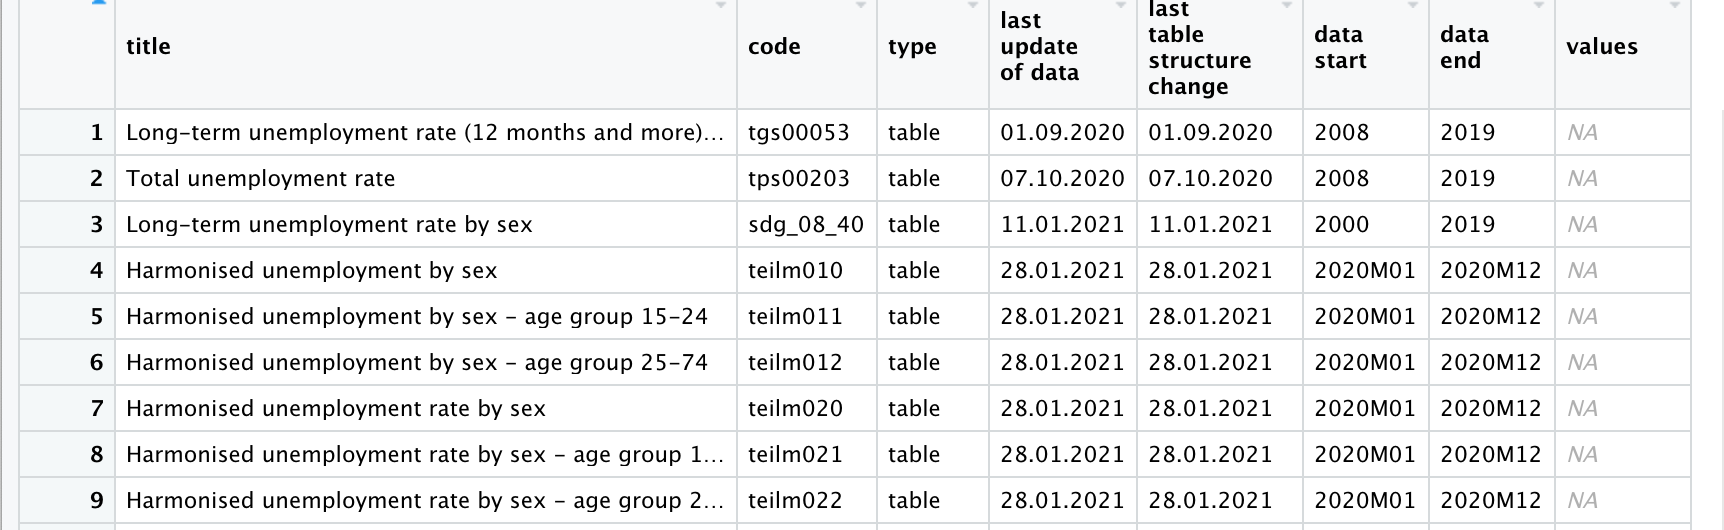 title code type last update of data last table structure change data start data end values
1 Long-term unemployment rate (12 months and more)... tgs00053 table 01.09.2020 01.09.2020 2008 2019 NA
2 Total unemployment rate tps00203 table 07.10.2020 07.10.2020 2008 2019 NA
3 Long-term unemployment rate by sex sdg_08_40 table 11.01.2021 11.01.2021 2000 2019 NA
4 Harmonised unemployment by sex teilm010 table 28.01.2021 28.01.2021 2020M01 2020M12 NA
5 Harmonised unemployment by sex - age group 15-24 teilm011 table 28.01.2021 28.01.2021 2020M01 2020M12 NA
6 Harmonised unemployment by sex - age group 25-74 teilm012 table 28.01.2021 28.01.2021 2020M01 2020M12 NA
7 Harmonised unemployment rate by sex teilm020 table 28.01.2021 28.01.2021 2020M01 2020M12 NA
8 Harmonised unemployment rate by sex - age group 1... teilm021 table 28.01.2021 28.01.2021 2020M01 2020M12 NA
9 Harmonised unemployment rate by sex - age group 2... teilm022 table 28.01.2021 28.01.2021 2020M01 2020M12 NA